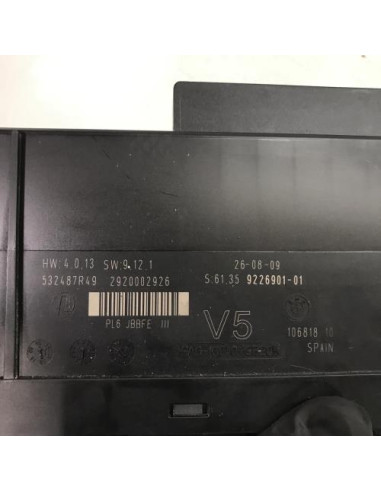 HW:4.0.13 SW:9.12.1 26-08-09
532487R49 2920002926 S:61.35 9226901-01
PL6 JBBFE III V5 106818 10
SPAIN